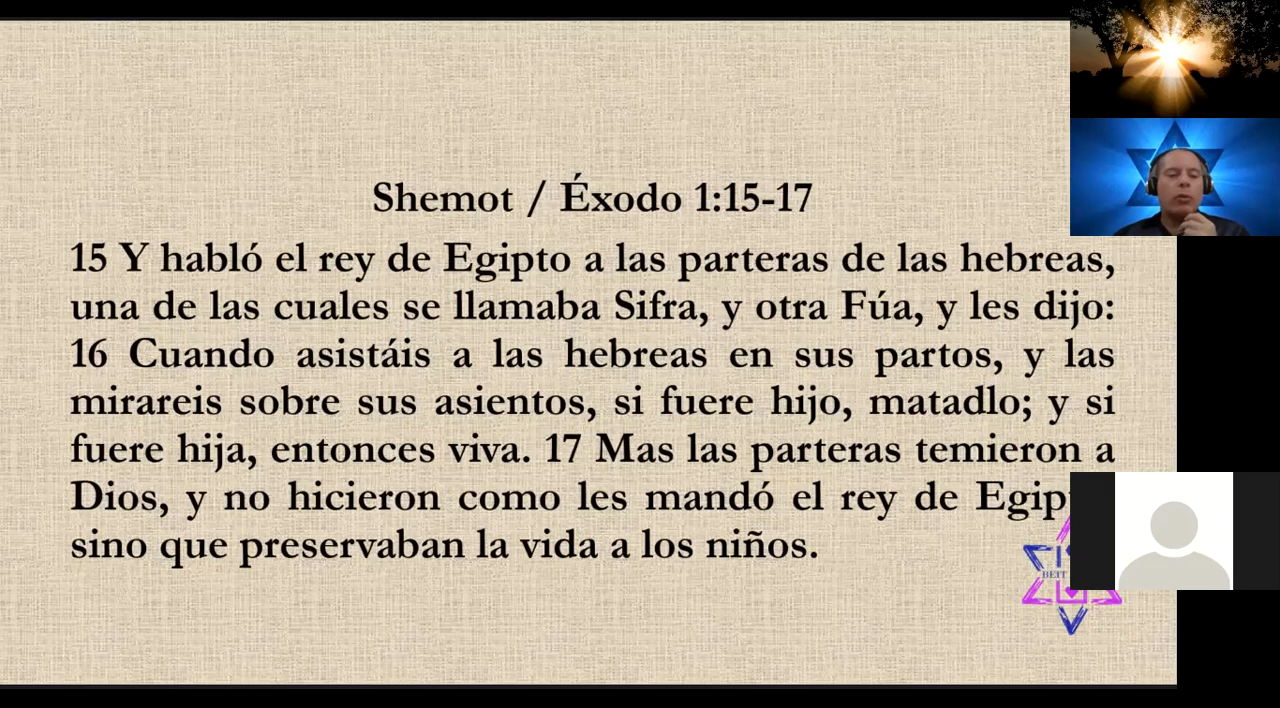 Shemot / Éxodo 1:15-17
15 Y habló el rey de Egipto a las parteras de las hebreas,
una de las cuales se llamaba Sifra, y otra Fúa, y les dijo:
16 Cuando asistáis a las hebreas en sus partos, y las
mirareis sobre sus asientos, si fuere hijo, matadlo; y si
fuere hija, entonces viva. 17 Mas las parteras temieron a
Dios, y no hicieron como les mandó el rey de
sino que preservaban la vida a los niños.
BEIT